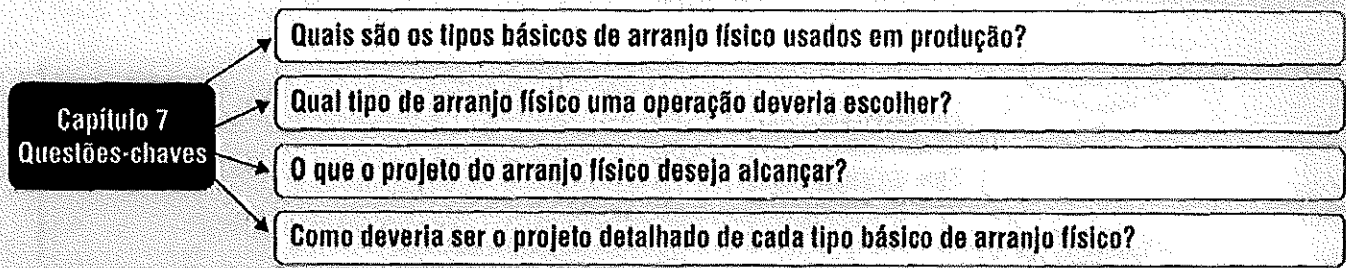 Capítulo 7
Questões-chaves
Quais são os tipos básicos de arranjo físico usados em produção?
Qual tipo de arranjo físico uma operação deveria escolher?
O que o projeto do arranjo físico deseja alcançar?
Como deveria ser o projeto detalhado de cada tipo básico de arranjo físico?